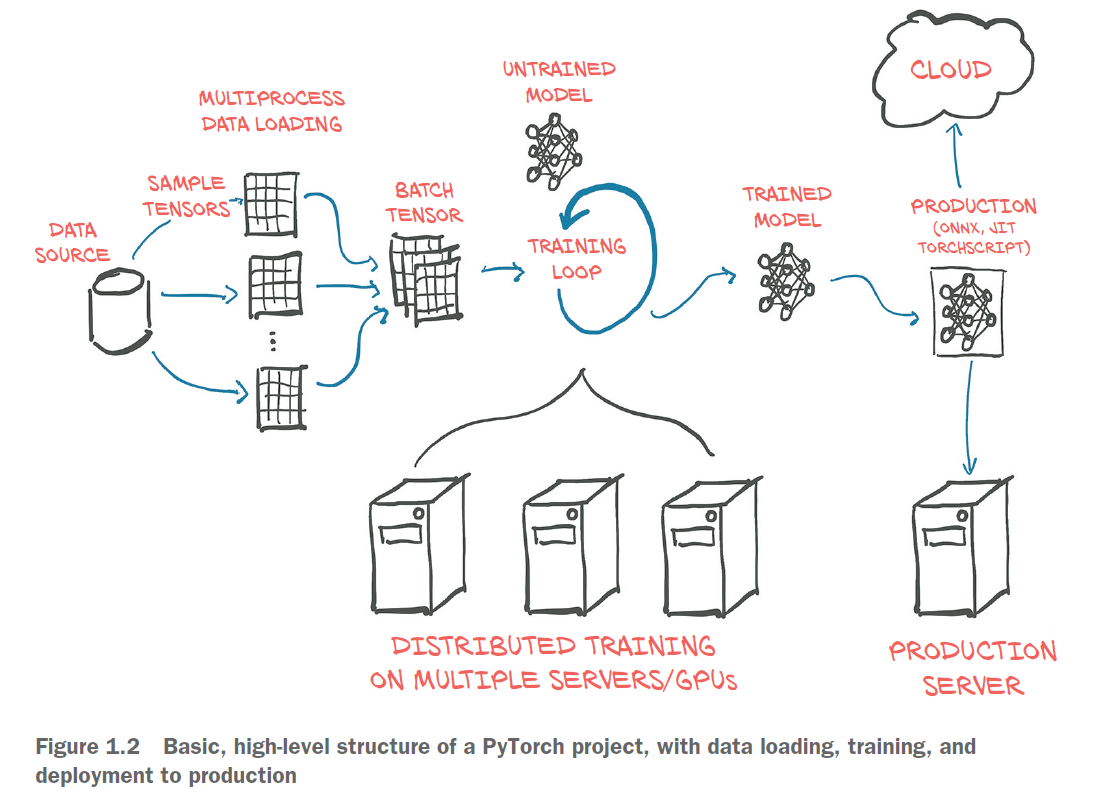 MULTIPROCESS
DATA LOADING
UNTRAINED
MODEL
CLOUD
SAMPLE
TENSORS
BATCH
TENSOR
TRAINED
MODEL
PRODUCTION
(ONNX, JIT
TORCHSCRIPT)
DATA
SOURCE
TRAINING
LOOP
DISTRIBUTED TRAINING
ON MULTIPLE SERVERS/GPUs
PRODUCTION
SERVER
Figure 1.2 Basic, high-level structure of a PyTorch project, with data loading, training, and
deployment to production